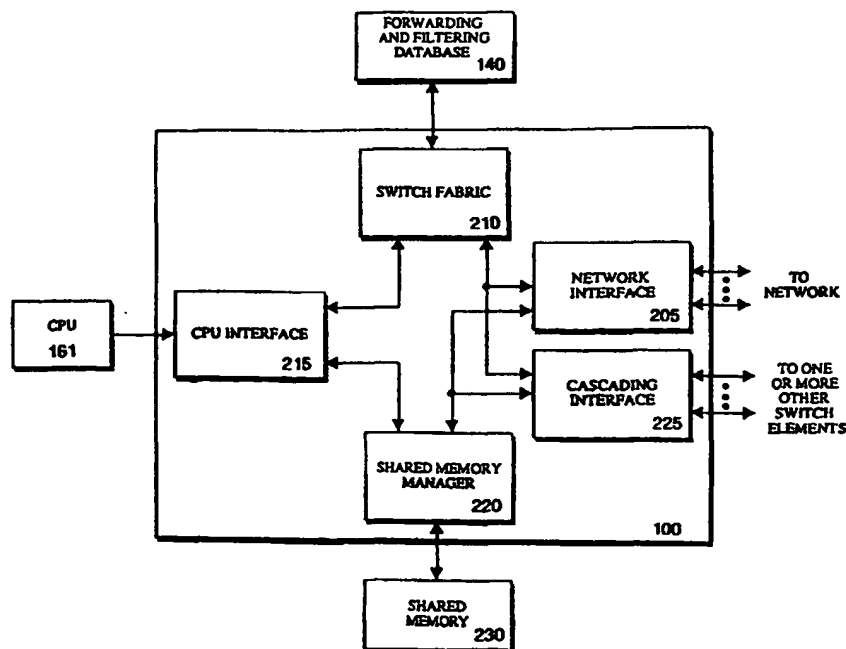 FORWARDING
AND FILTERING
DATABASE
140
SWITCH FABRIC
210
NETWORK
INTERFACE
205
TO
NETWORK
CPU
161
CPU INTERFACE
215
CASCADING
INTERFACE
225
TO ONE
OR MORE
OTHER
SWITCH
ELEMENTS
SHARED MEMORY
MANAGER
220
100
SHARED
MEMORY
230